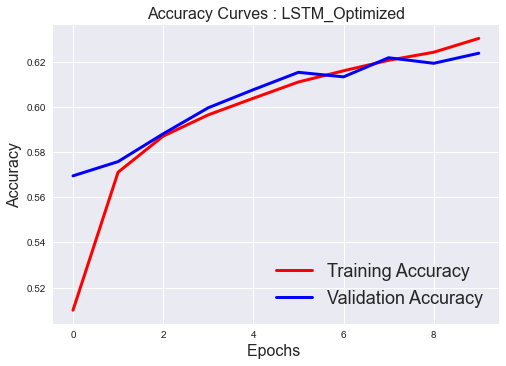 Accuracy Curves : LSTM_Optimized
Accuracy
0.62
0.60
0.58
0.56
0.54
0.52
Training Accuracy
Validation Accuracy
0 2 4 6 8
Epochs